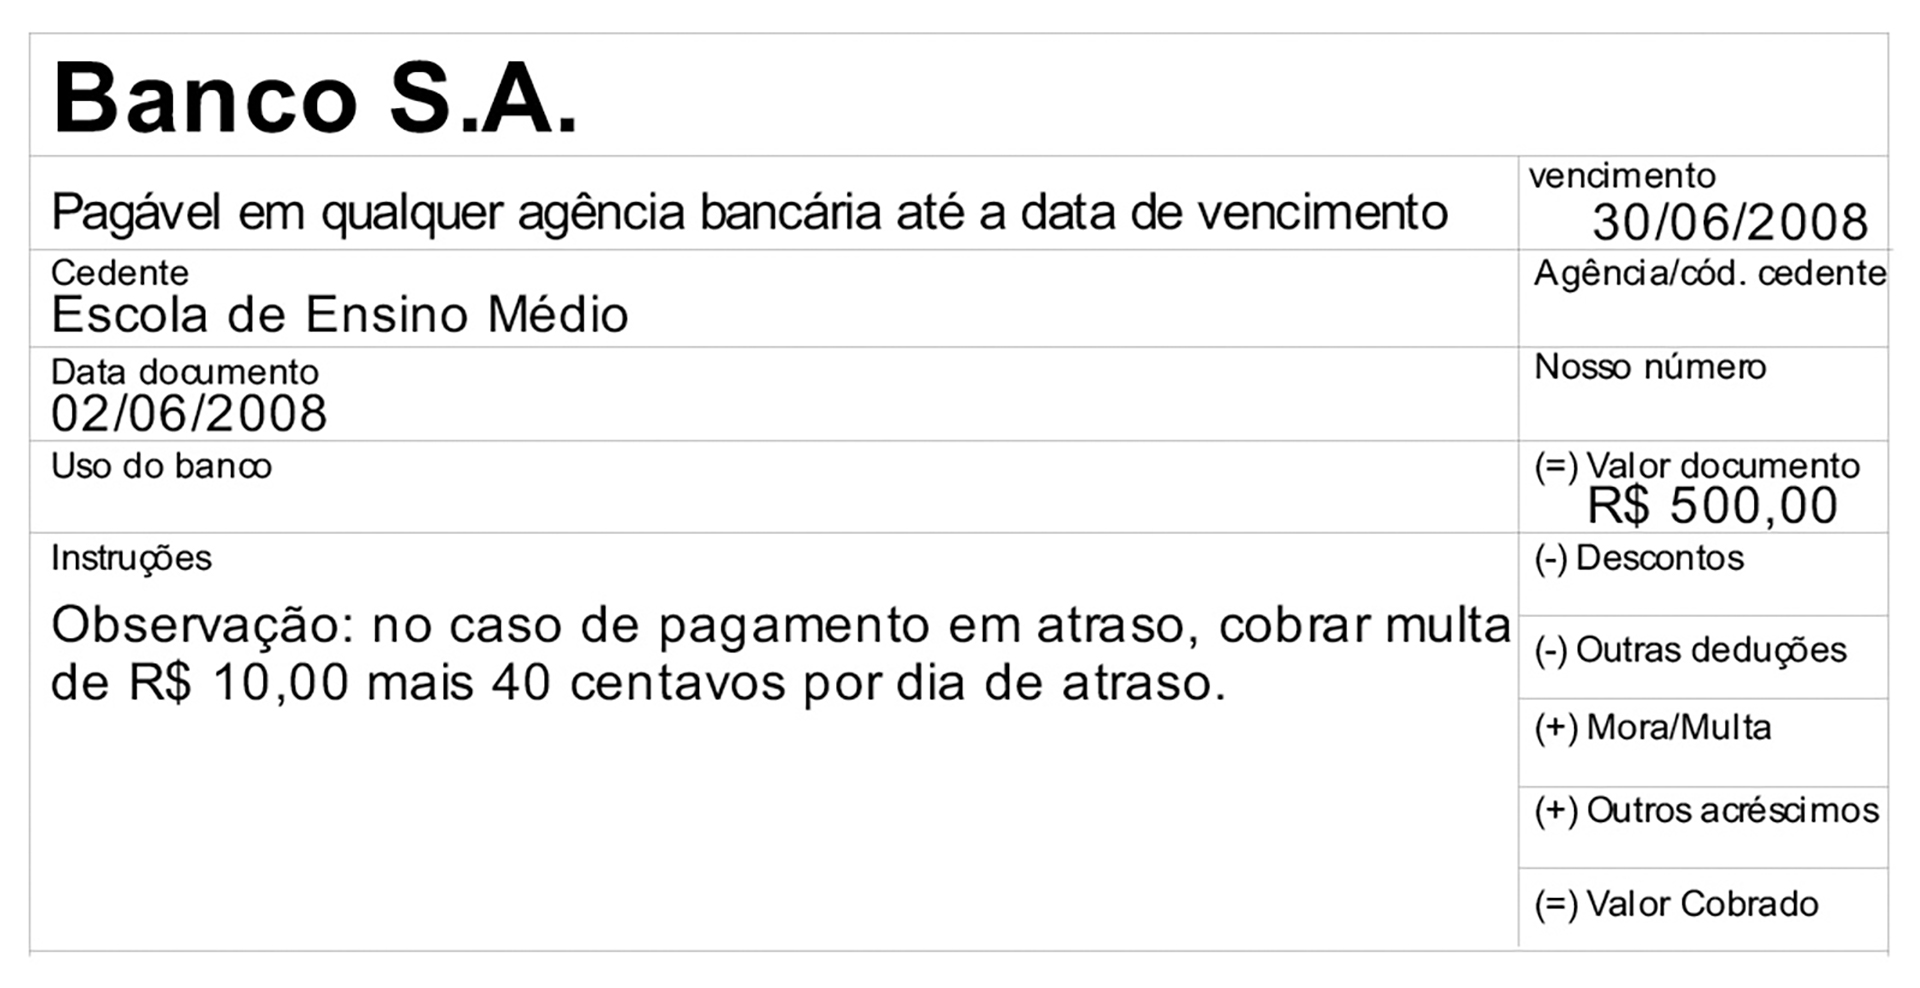 Banco S.A.
Pagável em qualquer agência bancária até a data de vencimento
vencimento
30/06/2008
Cedente
Escola de Ensino Médio
Agência/cód. cedente
Data documento
02/06/2008
Nosso número
Uso do banco
(=) Valor documento
R$ 500,00
Instruções
Observação: no caso de pagamento em atraso, cobrar multa
de R$ 10,00 mais 40 centavos por dia de atraso.
(-) Descontos
(-) Outras deduções
(+) Mora/Multa
(+) Outros acréscimos
(=) Valor Cobrado